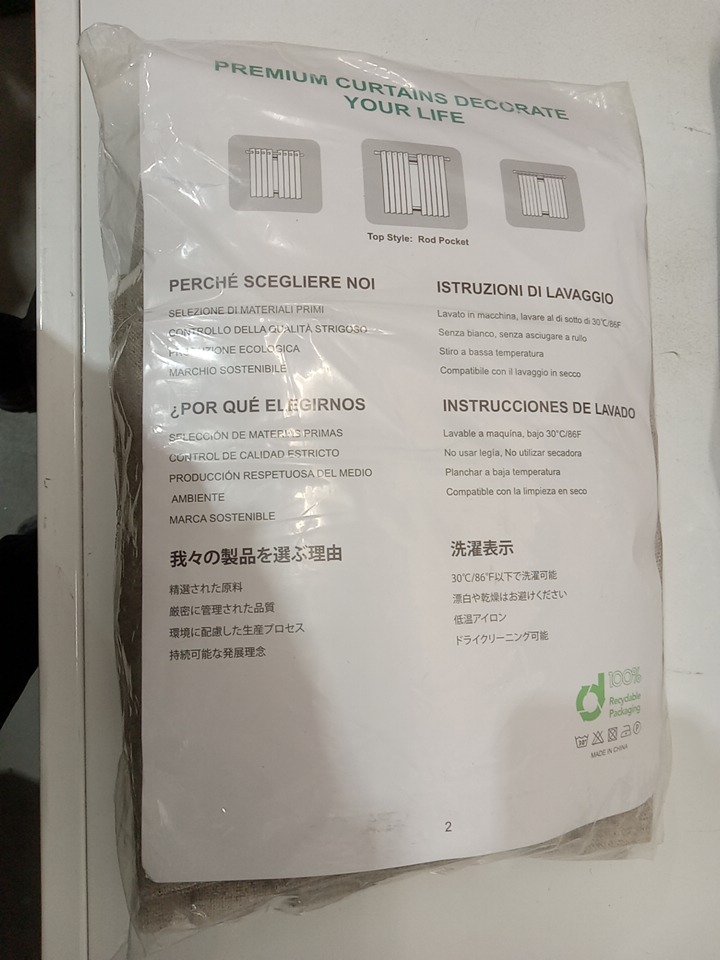 PREMIUM CURTAINS DECORATE
YOUR LIFE
Top Style: Rod Pocket
PERCHÉ SCEGLIERE NOI
SELEZIONE DI MATERIALI PRIMI
CONTROLLO DELLA QUALITÀ STRIGOSO
PRODUZIONE ECOLOGICA
MARCHIO SOSTENIBILE
ISTRUZIONI DI LAVAGGIO
Lavato in macchina, lavare al di sotto di 30°C/86F
Senza bianco, senza asciugare a rullo
Stiro a bassa temperatura
Compatibile con il lavaggio in secco
¿POR QUÉ ELEGIRNOS
SELECCIÓN DE MATERIAS PRIMAS
CONTROL DE CALIDAD ESTRICTO
PRODUCCIÓN RESPETUOSA DEL MEDIO
AMBIENTE
MARCA SOSTENIBLE
INSTRUCCIONES DE LAVADO
Lavable a maquína, bajo 30°C/86F
No usar legía, No utilizar secadora
Planchar a baja temperatura
Compatible con la limpieza en seco
我々の製品を選ぶ理由
精選された原料
厳密に管理された品質
環境に配慮した生産プロセス
持続可能な発展理念
洗濯表示
30℃/86℉以下で洗濯可能
漂白や乾燥はお避けください
低温アイロン
ドライクリーニング可能
100%
Recyclable
Packaging
30° P
MADE IN CHINA
2